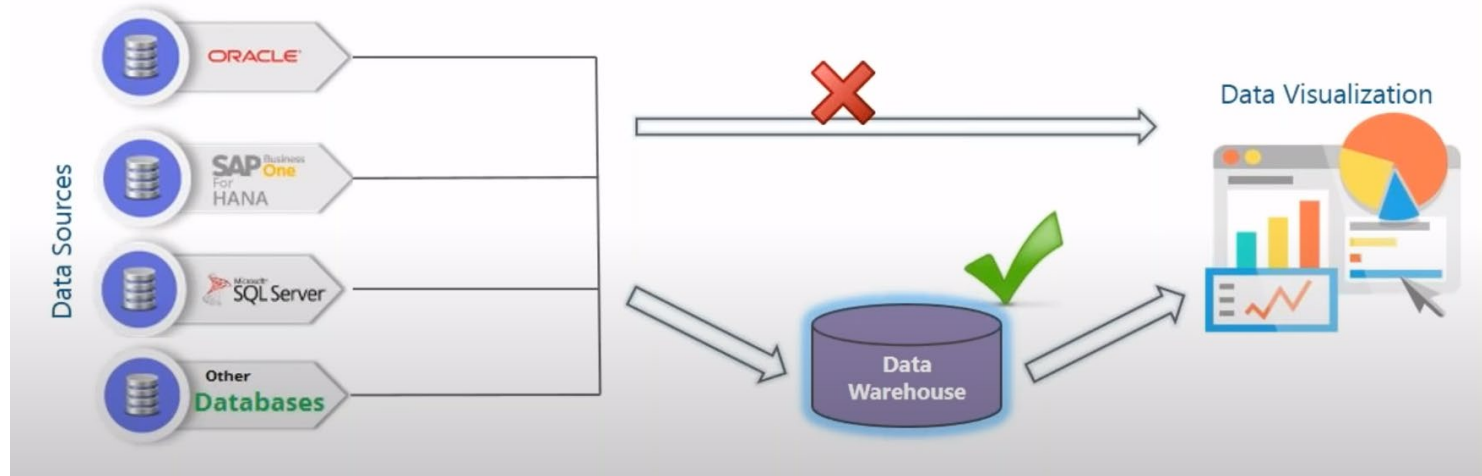 Data Sources
ORACLE
SAP Business
One
For
HANA
Microsoft
SQL Server
Other
Databases
Data
Warehouse
Data Visualization